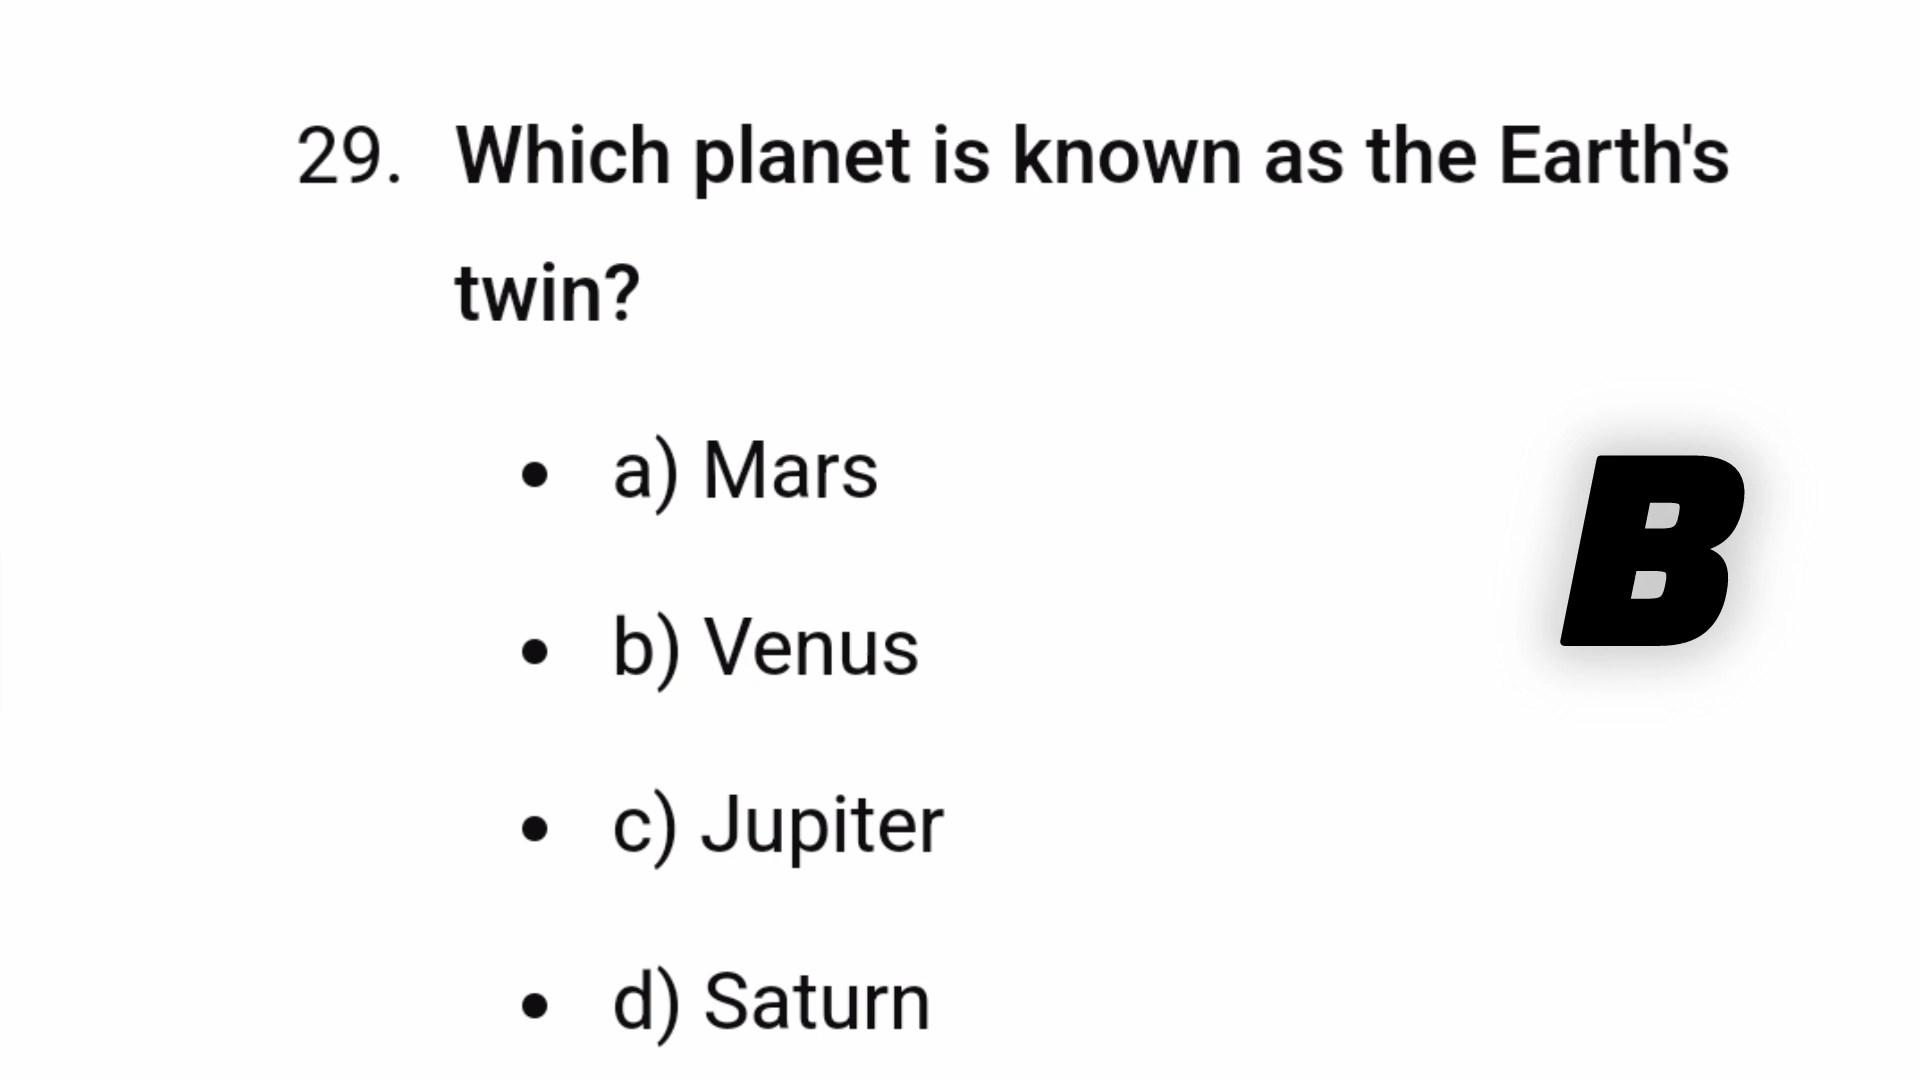 29. Which planet is known as the Earth's
twin?
• a) Mars
B
• b) Venus
• c) Jupiter
• d) Saturn